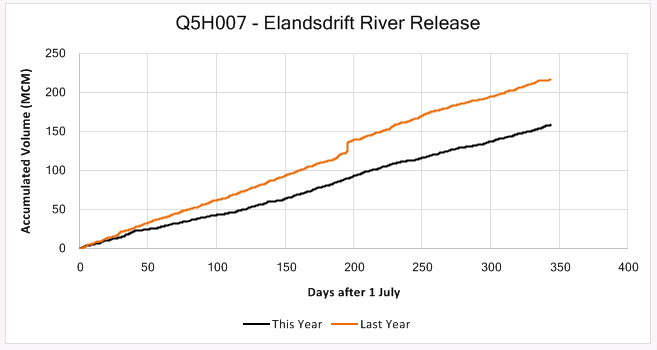 Q5H007 - Elandsdrift River Release
Accumulated Volume (MCM)
250
200
150
100
50
0
0 50 100 150 200 250 300 350 400
Days after 1 July
This Year Last Year